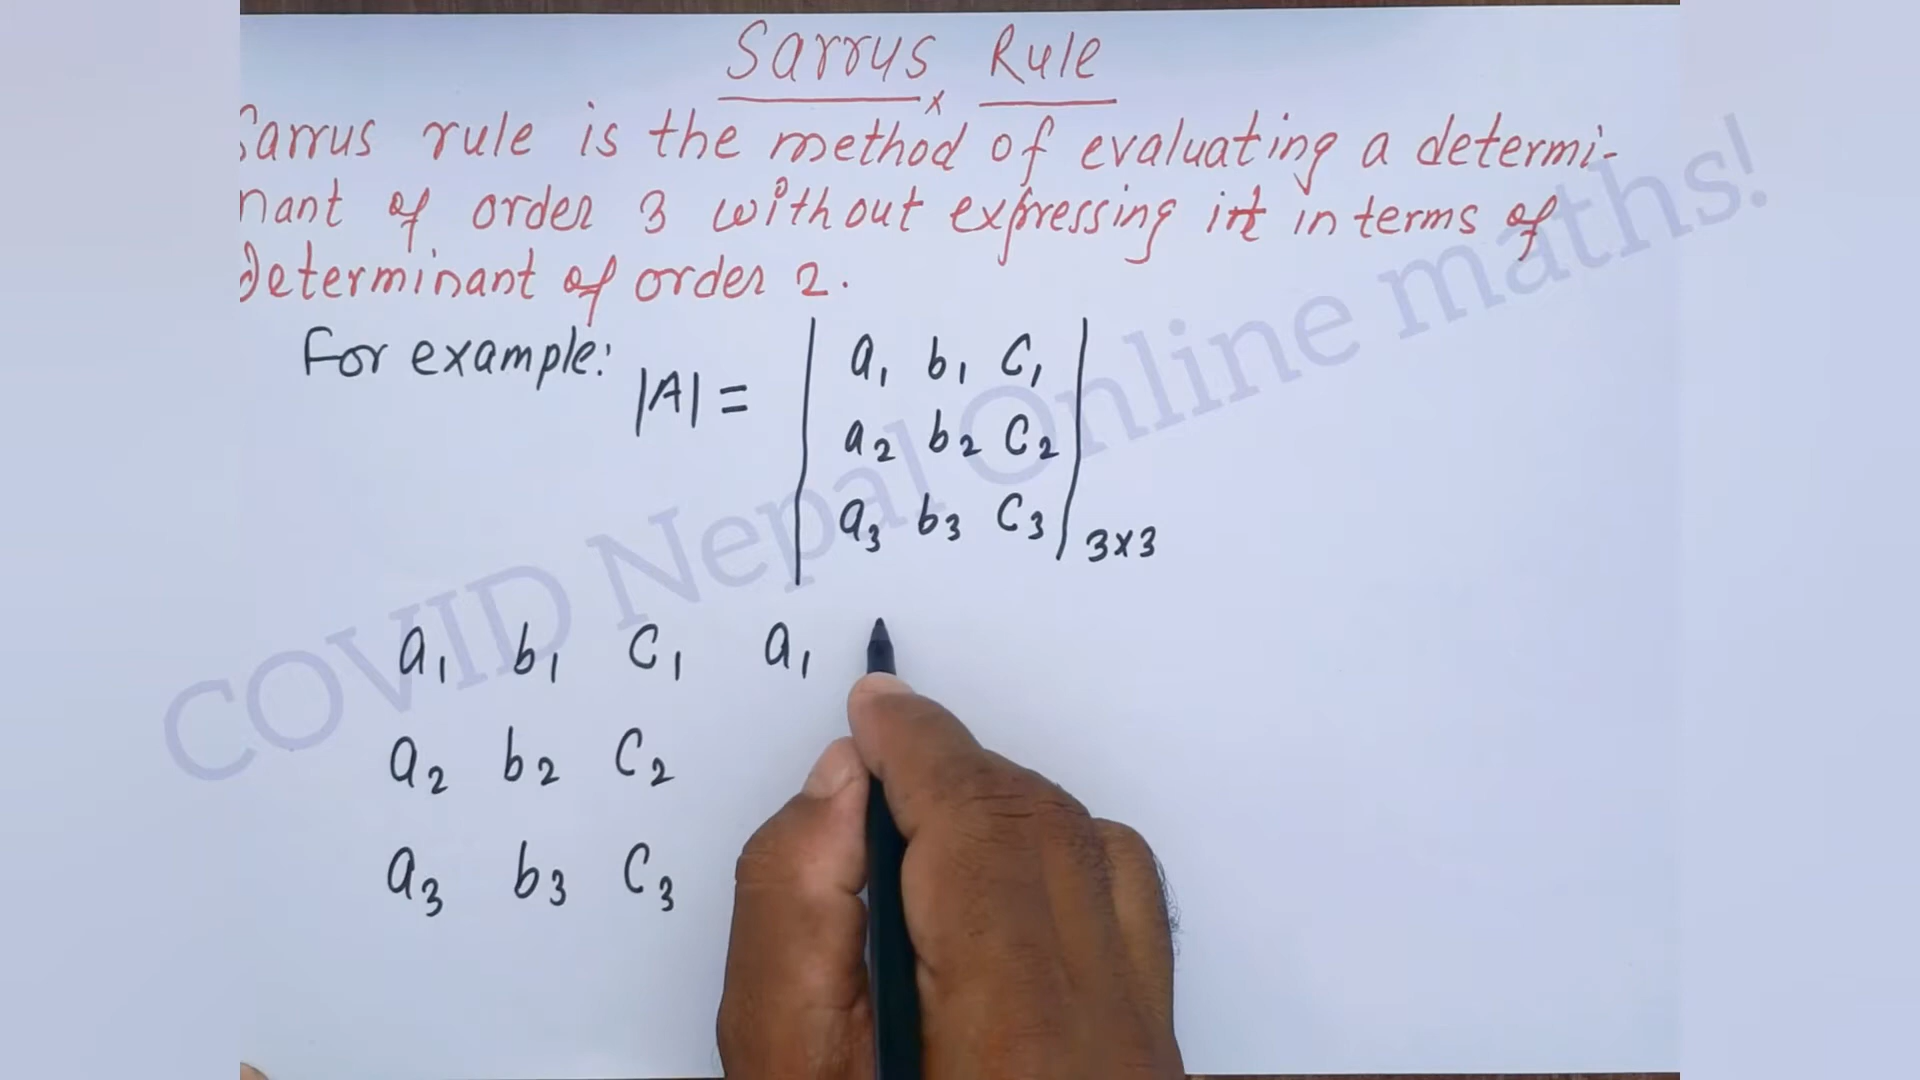 Sarrus Rule
x
Sarrus rule is the method of evaluating a determi-
nant of order 3 without expressing it in terms of
determinant of order 2.
For example:
|A| =
a₁ b₁ c₁
a₂ b₂ c₂
a₃ b₃ c₃
3×3
a₁ b₁ c₁ a₁
a₂ b₂ c₂
a₃ b₃ c₃
COVID Nepal Online maths!